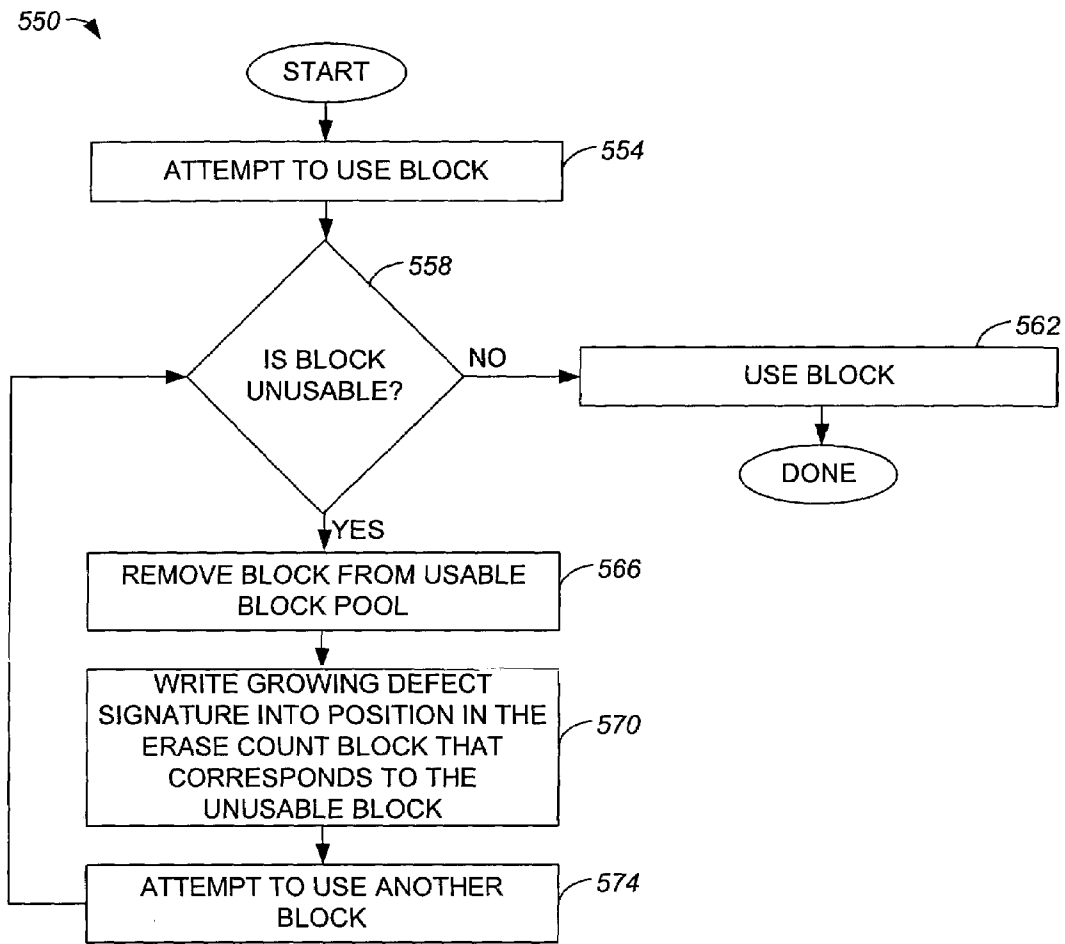 550
START
ATTEMPT TO USE BLOCK
554
558
IS BLOCK
UNUSABLE?
NO
562
USE BLOCK
DONE
YES
REMOVE BLOCK FROM USABLE
BLOCK POOL
566
WRITE GROWING DEFECT
SIGNATURE INTO POSITION IN THE
ERASE COUNT BLOCK THAT
CORRESPONDS TO THE
UNUSABLE BLOCK
570
ATTEMPT TO USE ANOTHER
BLOCK
574